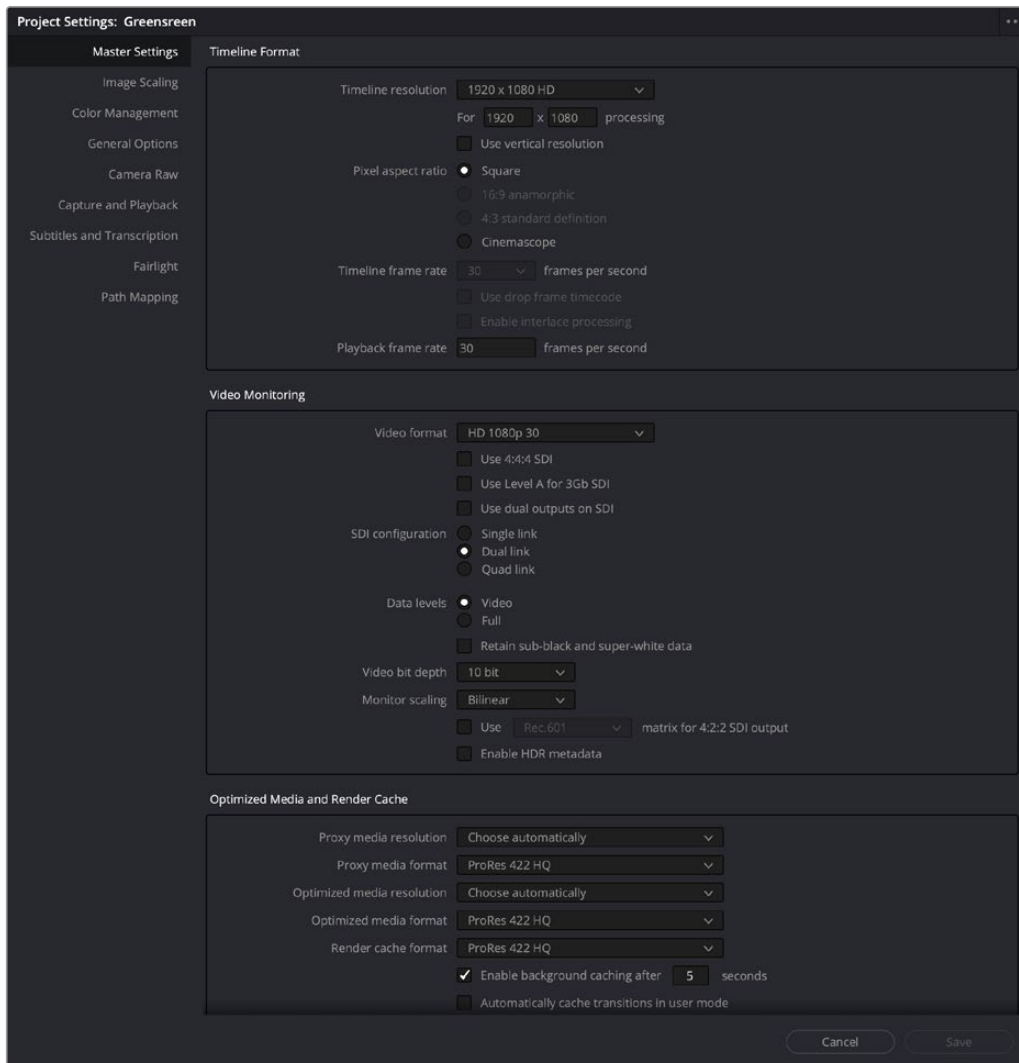 Project Settings: Greensreen
Master Settings
Image Scaling
Color Management
General Options
Camera Raw
Capture and Playback
Subtitles and Transcription
Fairlight
Path Mapping
Timeline Format
Timeline resolution 1920 x 1080 HD
For 1920 x 1080 processing
Use vertical resolution
Pixel aspect ratio Square
16:9 anamorphic
4:3 standard definition
Cinemascope
Timeline frame rate 30 frames per second
Use drop frame timecode
Enable interlace processing
Playback frame rate 30 frames per second
Video Monitoring
Video format HD 1080p 30
Use 4:4:4 SDI
Use Level A for 3Gb SDI
Use dual outputs on SDI
SDI configuration Single link
Dual link
Quad link
Data levels Video
Full
Retain sub-black and super-white data
Video bit depth 10 bit
Monitor scaling Bilinear
Use Rec.601 matrix for 4:2:2 SDI output
Enable HDR metadata
Optimized Media and Render Cache
Proxy media resolution Choose automatically
Proxy media format ProRes 422 HQ
Optimized media resolution Choose automatically
Optimized media format ProRes 422 HQ
Render cache format ProRes 422 HQ
Enable background caching after 5 seconds
Automatically cache transitions in user mode
Cancel Save